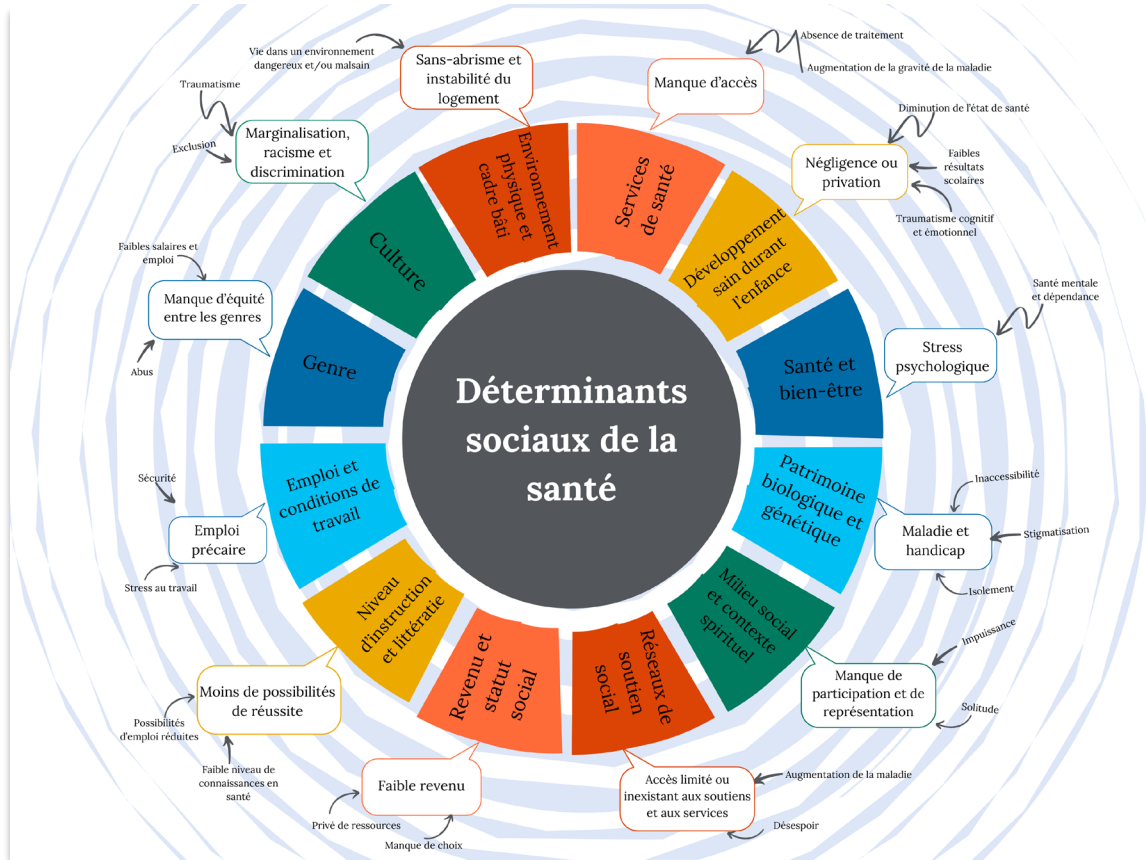 Déterminants
sociaux de la
santé
Services
de santé
Manque d'accès
Absence de traitement
Augmentation de la gravité de la maladie
Développement
sain durant
l'enfance
Négligence ou
privation
Diminution de l'état de santé
Faibles
résultats
scolaires
Traumatisme cognitif
et émotionnel
Santé et
bien-être
Stress
psychologique
Santé mentale
et dépendance
Patrimoine
biologique et
génétique
Maladie et
handicap
Inaccessibilité
Stigmatisation
Isolement
Milieu social
et contexte
spirituel
Manque de
participation et de
représentation
Impuissance
Solitude
Réseaux de
soutien
social
Accès limité ou
inexistant aux soutiens
et aux services
Augmentation de la maladie
Désespoir
Revenu et
statut
social
Faible revenu
Privé de ressources
Manque de choix
Niveau
d'instruction
et littératie
Moins de possibilités
de réussite
Possibilités
d'emploi réduites
Faible niveau de
connaissances en
santé
Emploi et
conditions de
travail
Emploi
précaire
Sécurité
Stress au travail
Genre
Manque d'équité
entre les genres
Faibles salaires et
emploi
Abus
Culture
Marginalisation,
racisme et
discrimination
Traumatisme
Exclusion
Environnement
physique et
cadre bâti
Sans-abrisme et
instabilité du
logement
Vie dans un environnement
dangereux et/ou malsain